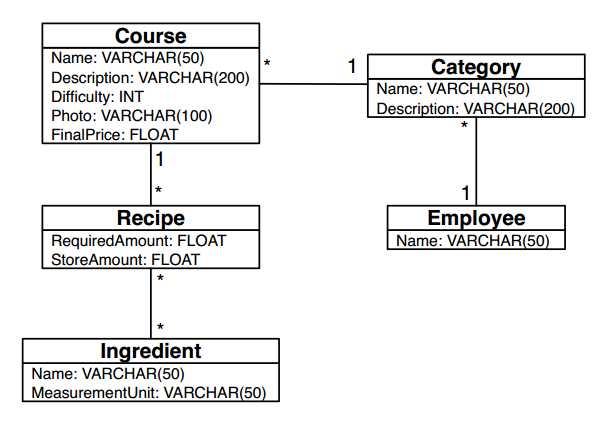 Course
Name: VARCHAR(50)
Description: VARCHAR(200)
Difficulty: INT
Photo: VARCHAR(100)
FinalPrice: FLOAT
* 1
Category
Name: VARCHAR(50)
Description: VARCHAR(200)
*
1
Employee
Name: VARCHAR(50)
1
*
Recipe
RequiredAmount: FLOAT
StoreAmount: FLOAT
*
*
Ingredient
Name: VARCHAR(50)
MeasurementUnit: VARCHAR(50)